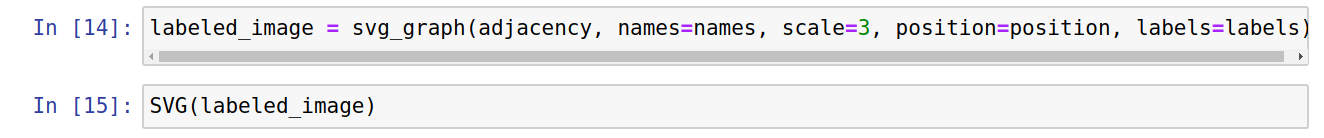 In [14]: labeled_image = svg_graph(adjacency, names=names, scale=3, position=position, labels=labels)
In [15]: SVG(labeled_image)